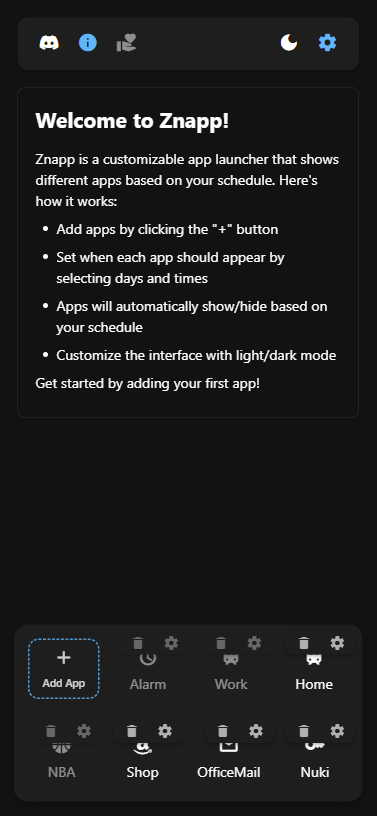 Welcome to Znapp!
Znapp is a customizable app launcher that shows
different apps based on your schedule. Here's
how it works:
Add apps by clicking the "+" button
Set when each app should appear by
selecting days and times
Apps will automatically show/hide based on
your schedule
Customize the interface with light/dark mode
Get started by adding your first app!
Add App
Alarm
Work
Home
NBA
Shop
OfficeMail
Nuki